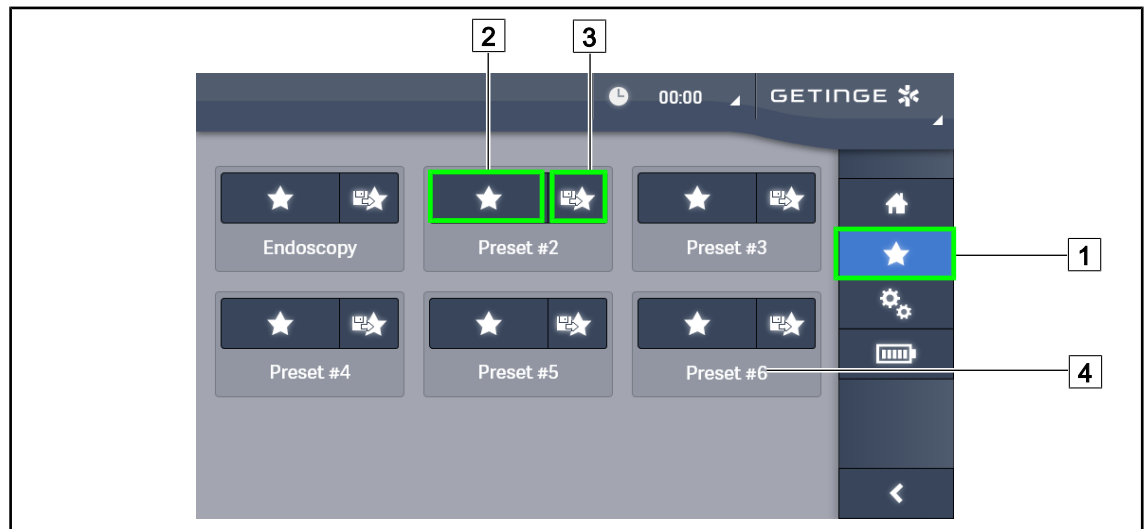 2 3
00:00 GETINGE
Endoscopy Preset #2 Preset #3
1
Preset #4 Preset #5 Preset #6
4